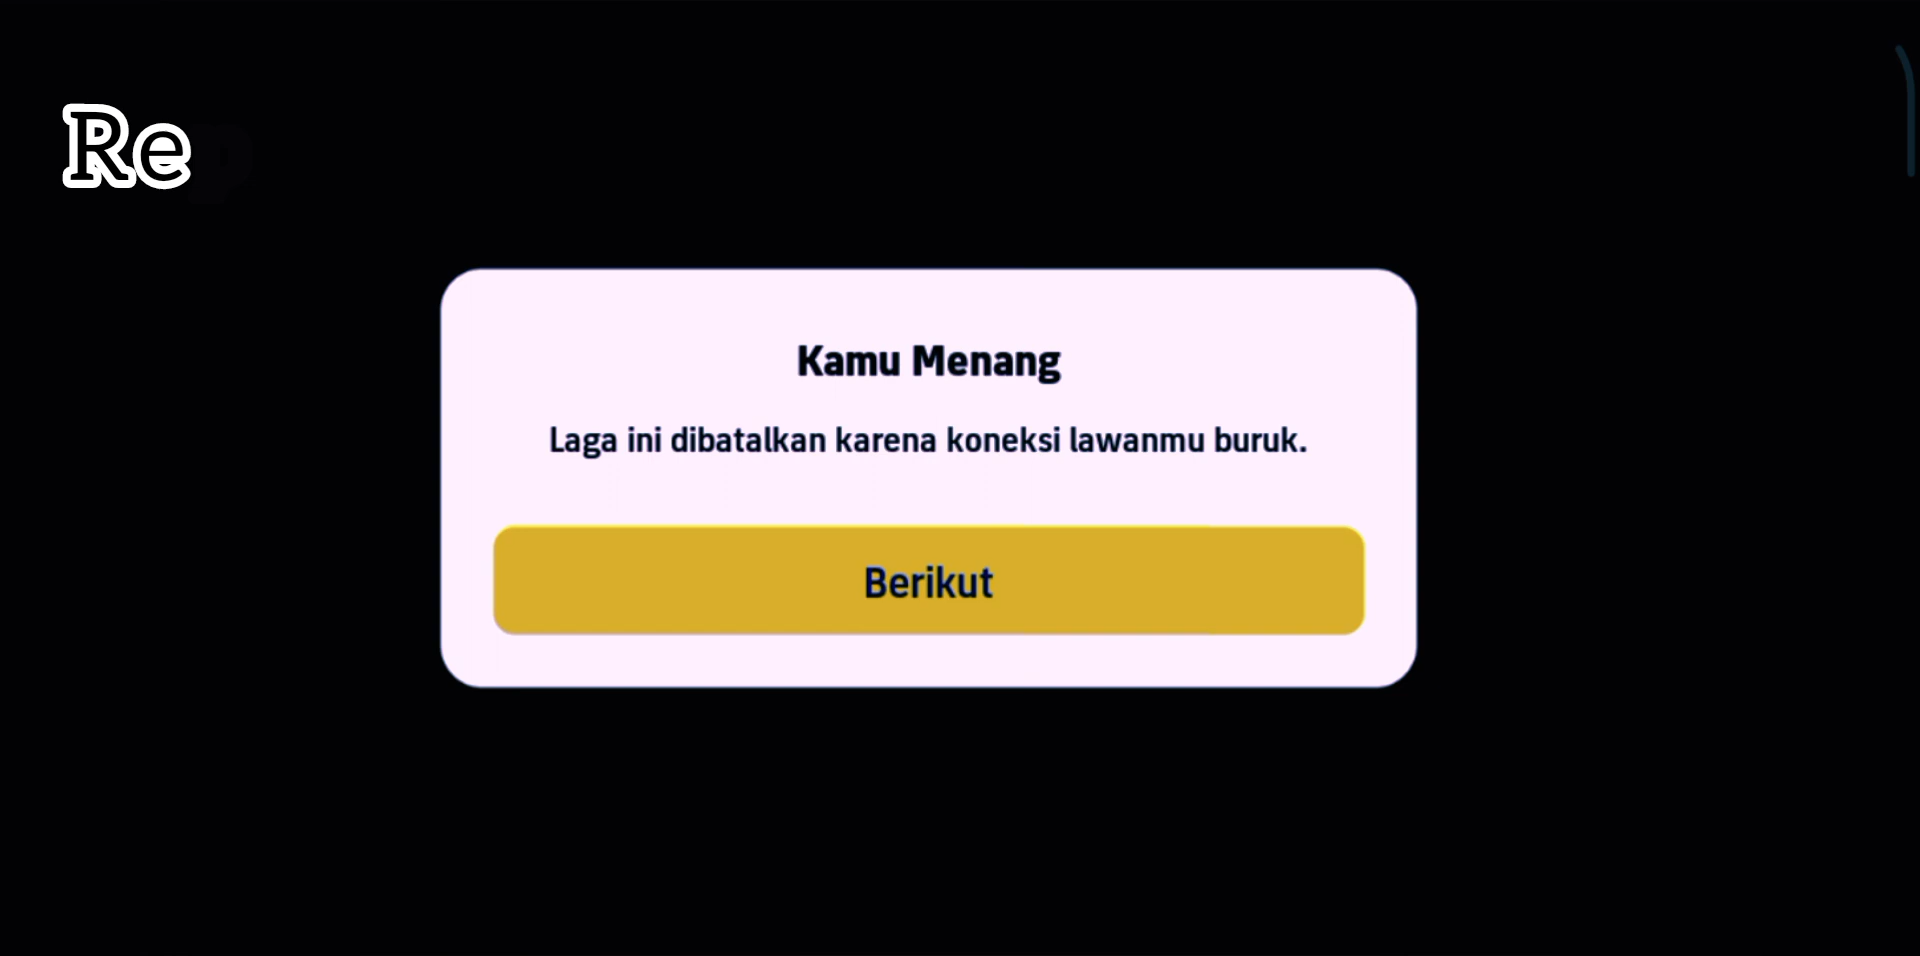 Re
Kamu Menang
Laga ini dibatalkan karena koneksi lawanmu buruk.
Berikut